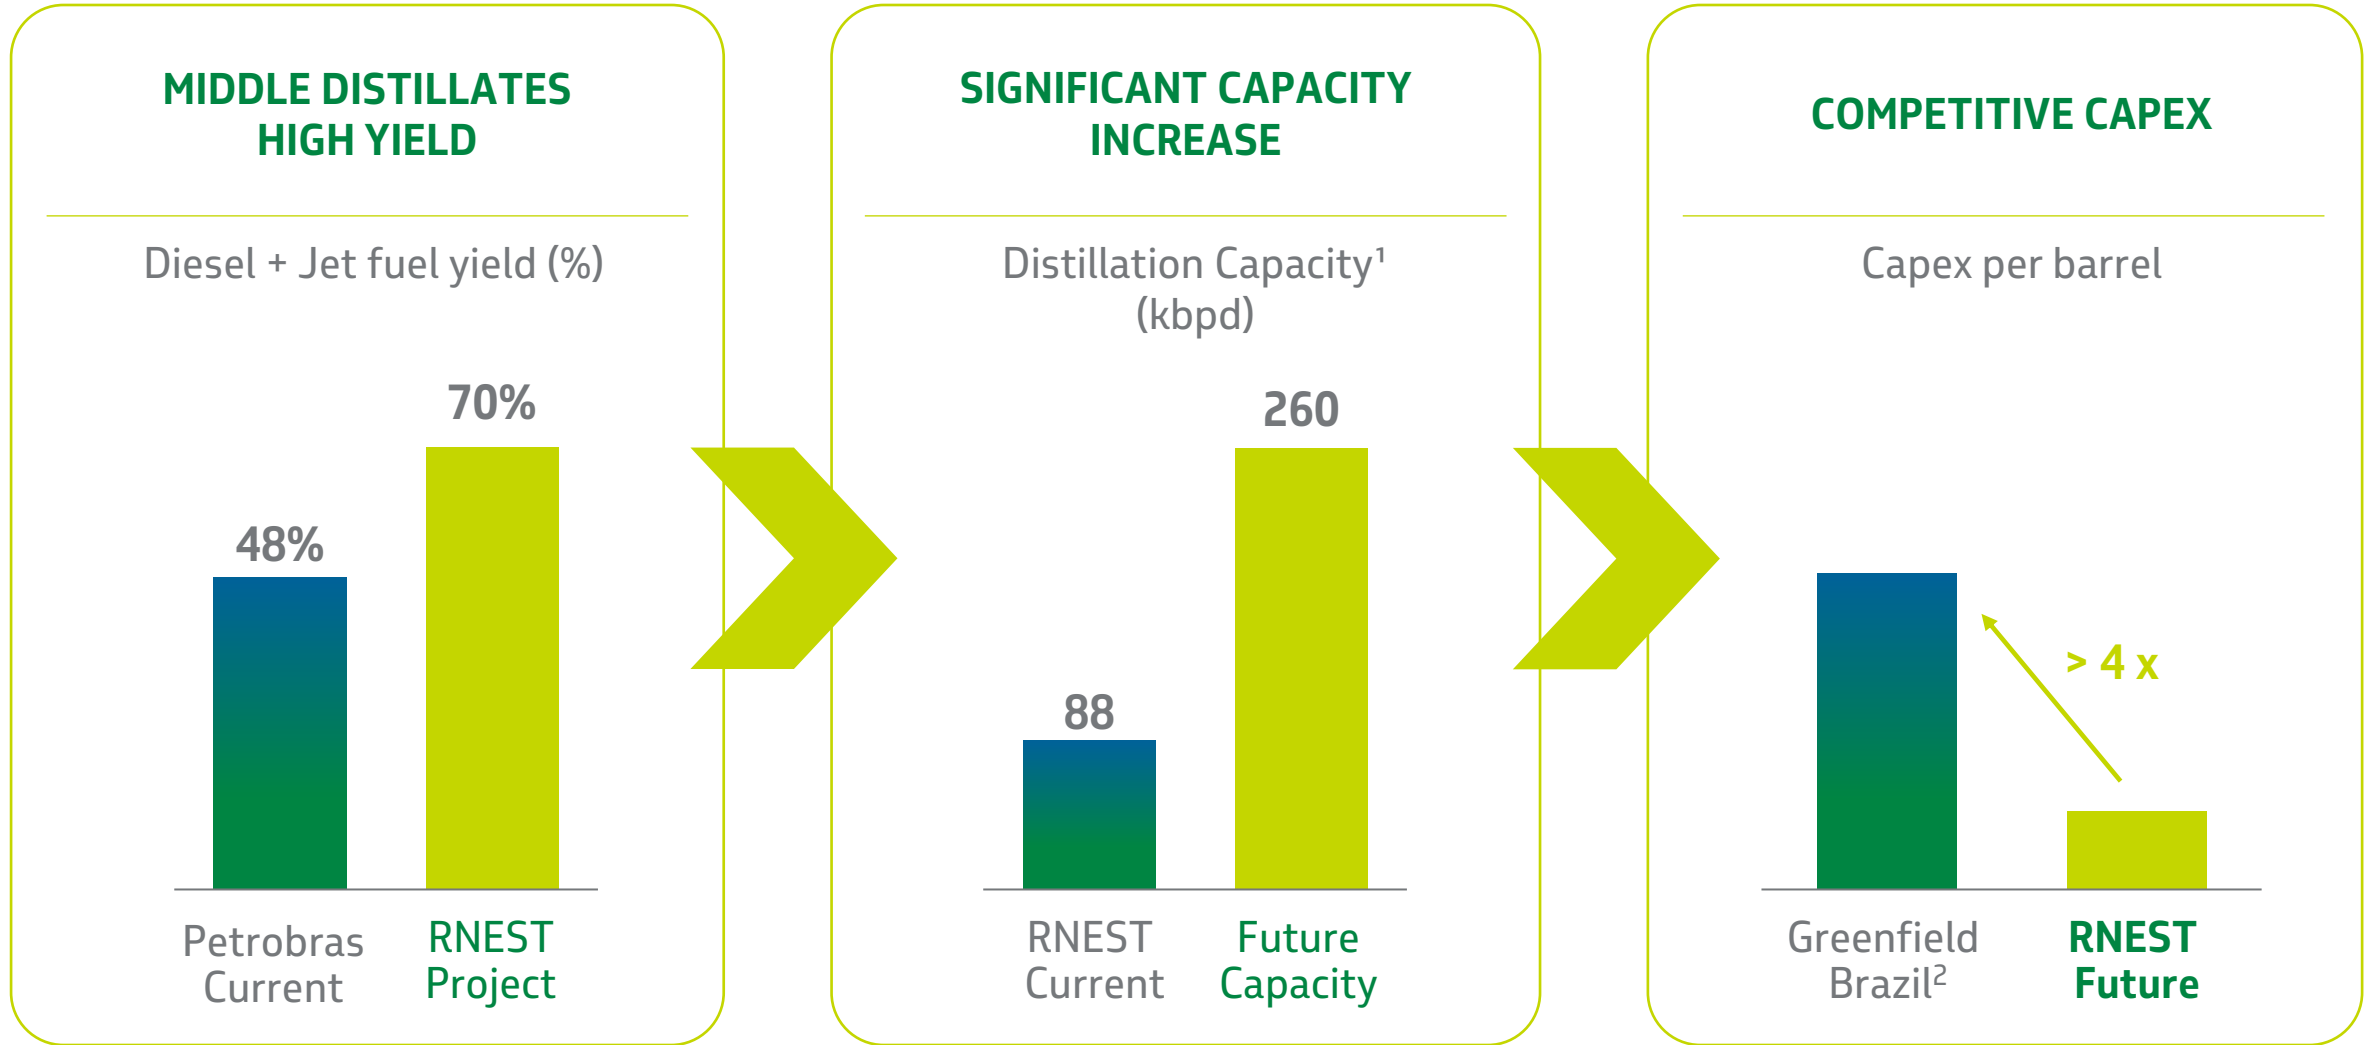 MIDDLE DISTILLATES
HIGH YIELD
Diesel + Jet fuel yield (%)
70%
48%
Petrobras
Current
RNEST
Project
SIGNIFICANT CAPACITY
INCREASE
Distillation Capacity¹
(kbpd)
260
88
RNEST
Current
Future
Capacity
COMPETITIVE CAPEX
Capex per barrel
> 4 x
Greenfield
Brazil²
RNEST
Future